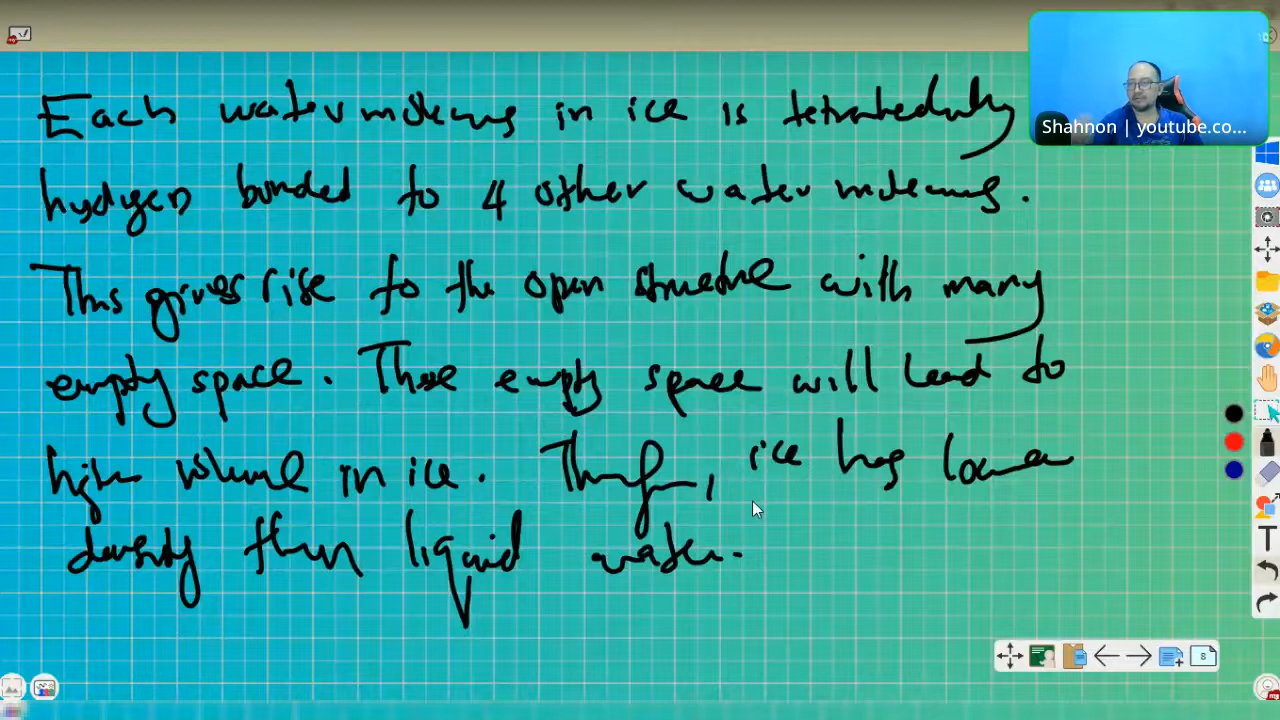 Shahnon | youtube.co...
Each water molecules in ice is tetrahedrally
hydrogen bonded to 4 other water molecules.
This gives rise to the open structure with many
empty space. These empty space will lead to
higher volume in ice. Therefore, ice has lower
density than liquid water.
8